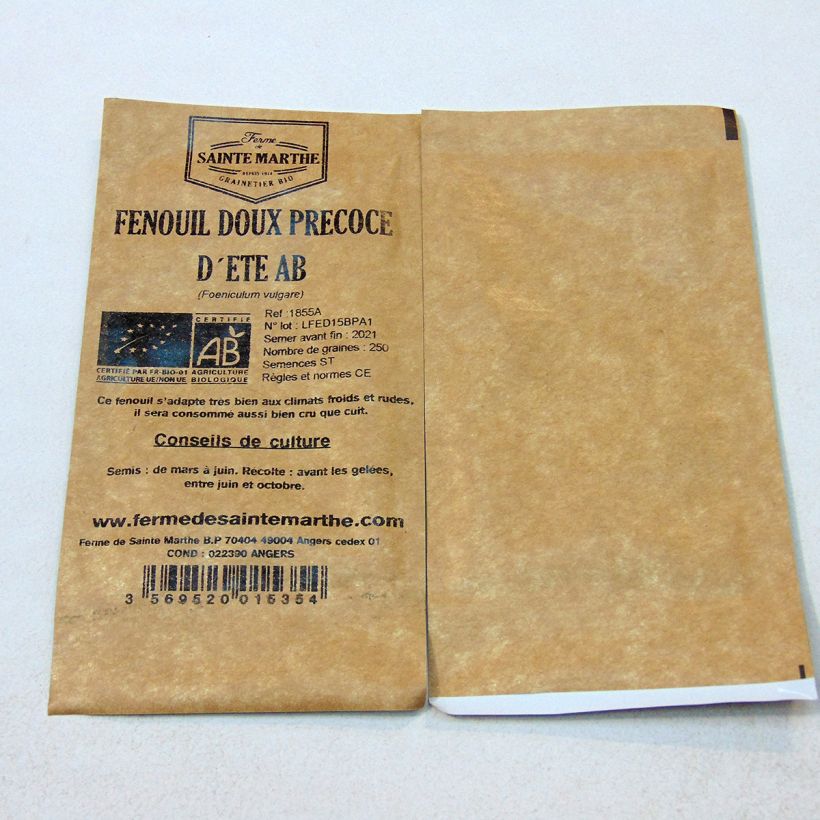 Ferme
de
SAINTE MARTHE
DEPUIS 1974
GRAINETIER BIO
FENOUIL DOUX PRECOCE
D´ETE AB
(Foeniculum vulgare)
Ref :1855A
N° lot : LFED15BPA1
Semer avant fin : 2021
Nombre de graines : 250
Semences ST
Règles et normes CE
CERTIFIÉ
AB
CERTIFIÉ PAR FR-BIO-01 AGRICULTURE
AGRICULTURE UE/NON UE BIOLOGIQUE
Ce fenouil s'adapte très bien aux climats froids et rudes,
il sera consommé aussi bien cru que cuit.
Conseils de culture
Semis : de mars à juin. Récolte : avant les gelées,
entre juin et octobre.
ww.fermedesaintemarthe.com
Ferme de Sainte Marthe B.P 70404 49004 Angers cedex 01
COND : 022390 ANGERS
3 569520 015354